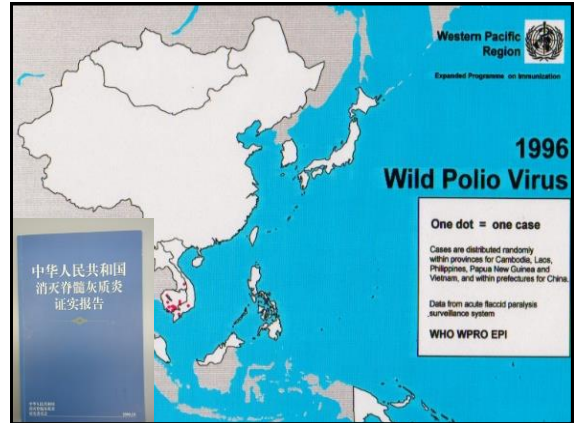 Western Pacific
Region
Expanded Programme on Immunization
1996
Wild Polio Virus
One dot = one case
Cases are distributed randomly
within provinces for Cambodia, Laos,
Philippines, Papua New Guinea and
Vietnam, and within prefectures for China.
Data from acute flaccid paralysis
surveillance system
WHO WPRO EPI
中华人民共和国
消灭脊髓灰质炎
证实报告